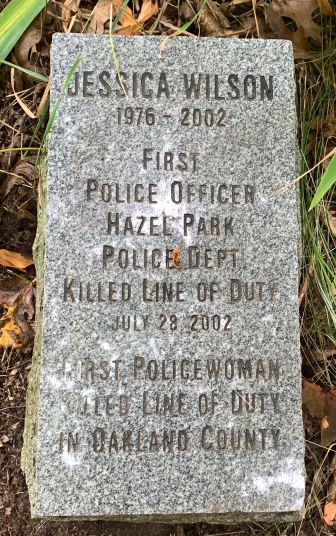 JESSICA WILSON
1976 - 2002
FIRST
POLICE OFFICER
HAZEL PARK
POLICE DEPT.
KILLED LINE OF DUTY
JULY 28 2002
FIRST POLICEWOMAN
KILLED LINE OF DUTY
IN OAKLAND COUNTY